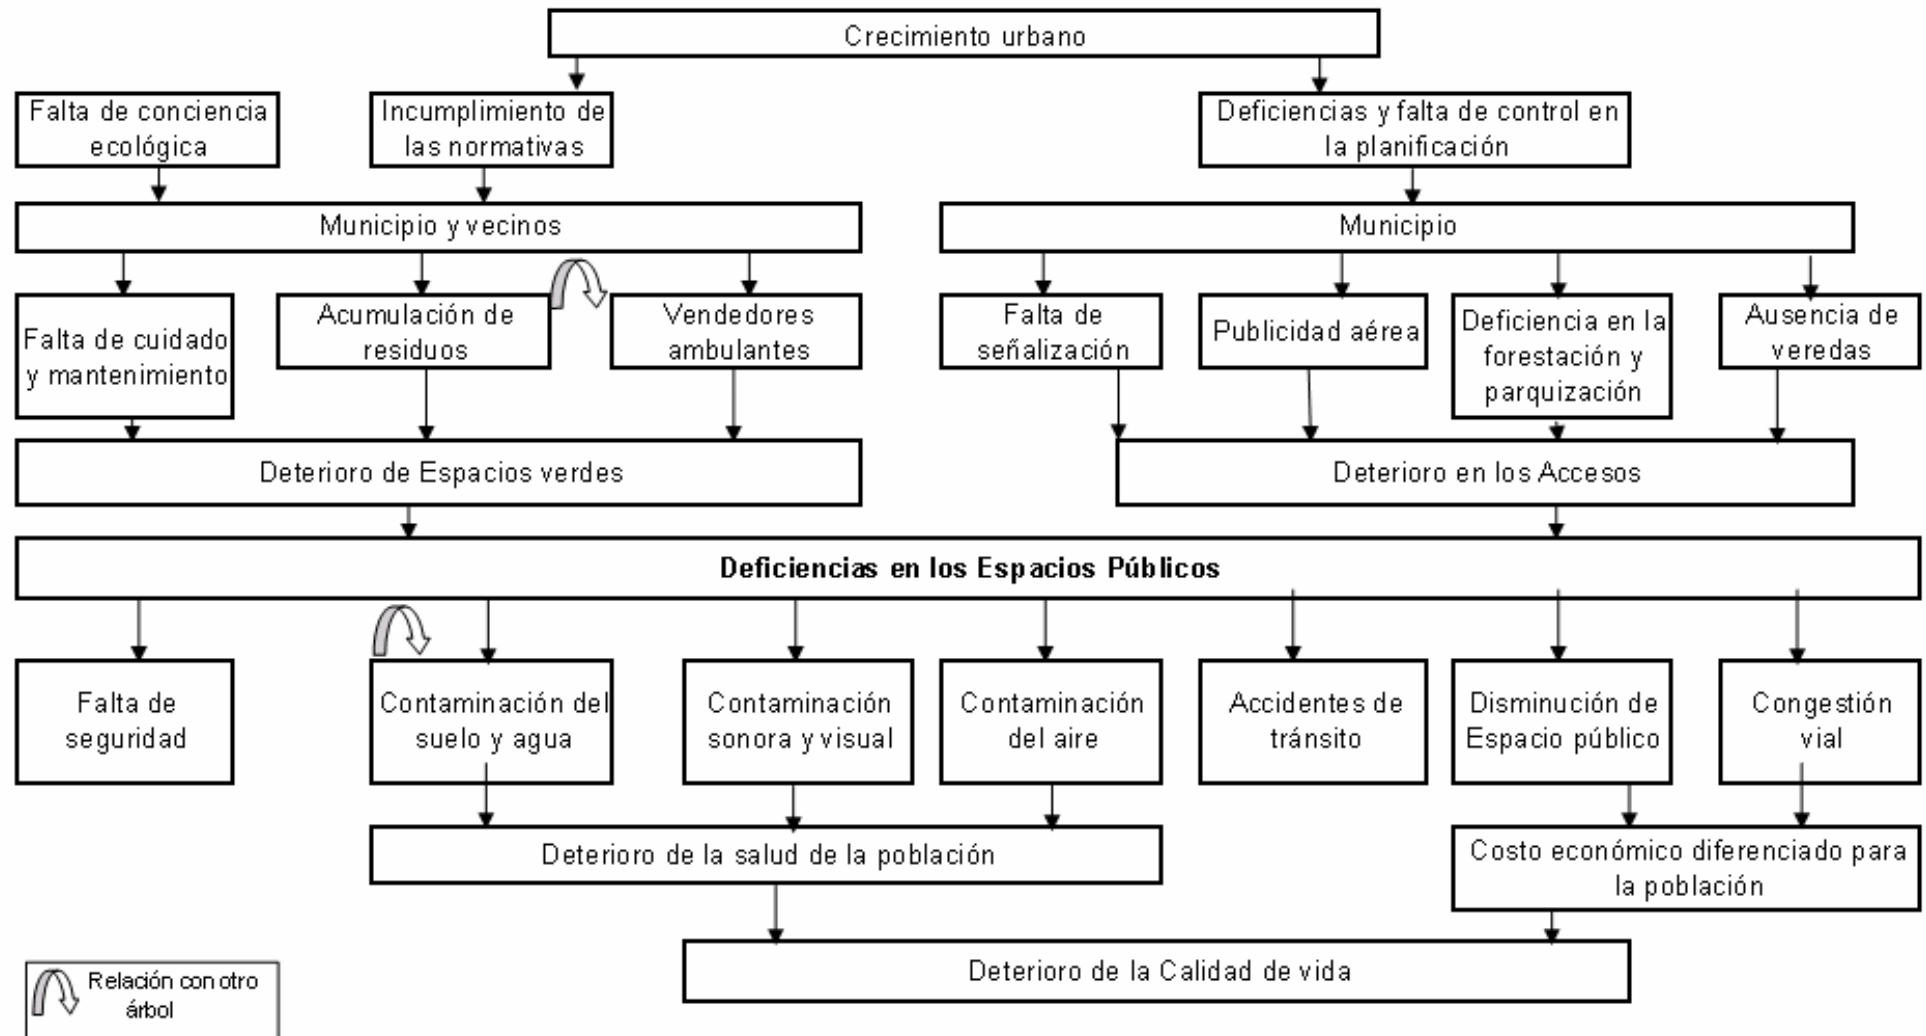 Crecimiento urbano
Falta de conciencia
ecológica
Incumplimiento de
las normativas
Deficiencias y falta de control en
la planificación
Municipio y vecinos
Municipio
Falta de cuidado
y mantenimiento
Acumulación de
residuos
Vendedores
ambulantes
Falta de
señalización
Publicidad aérea
Deficiencia en la
forestación y
parquización
Ausencia de
veredas
Deterioro de Espacios verdes
Deterioro en los Accesos
Deficiencias en los Espacios Públicos
Falta de
seguridad
Contaminación del
suelo y agua
Contaminación
sonora y visual
Contaminación
del aire
Accidentes de
tránsito
Disminución de
Espacio público
Congestión
vial
Deterioro de la salud de la población
Costo económico diferenciado para
la población
Deterioro de la Calidad de vida
Relación con otro
árbol